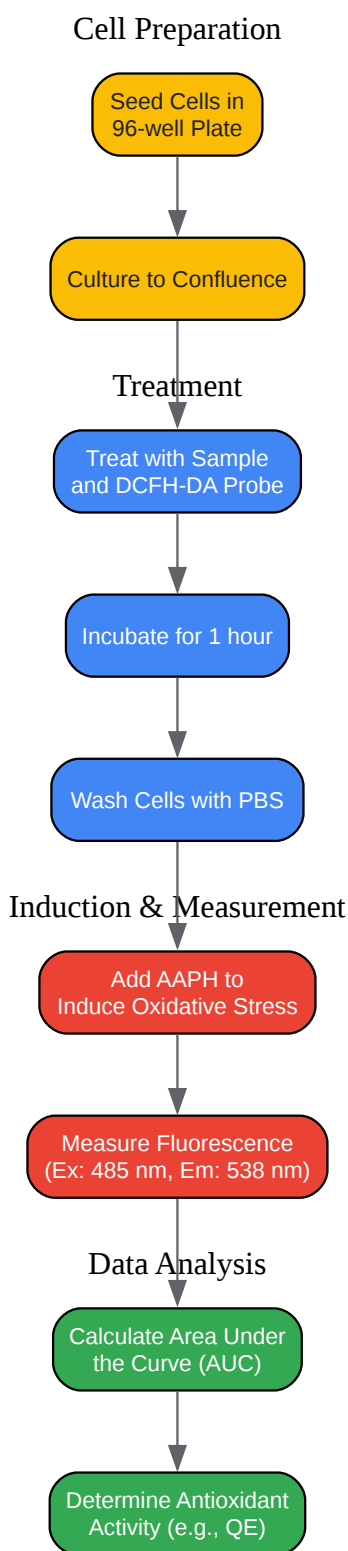 Cell Preparation
Seed Cells in
96-well Plate
Culture to Confluence
Treatment
Treat with Sample
and DCFH-DA Probe
Incubate for 1 hour
Wash Cells with PBS
Induction & Measurement
Add AAPH to
Induce Oxidative Stress
Measure Fluorescence
(Ex: 485 nm, Em: 538 nm)
Data Analysis
Calculate Area Under
the Curve (AUC)
Determine Antioxidant
Activity (e.g., QE)